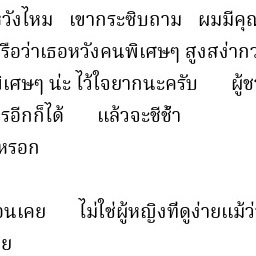 วังไหม เขากระซิบถาม ผมมีคุณ
รือว่าเธอหวังคนพิเศษๆ สูงสง่ากว
พิเศษๆ น่ะ ไว้ใจยากนะครับ ผู้ช
รอีกก็ได้ แล้วจะชีช้ำ
หรอก
อนเคย ไม่ใช่ผู้หญิงที่ดูง่ายแม้ว่
ย